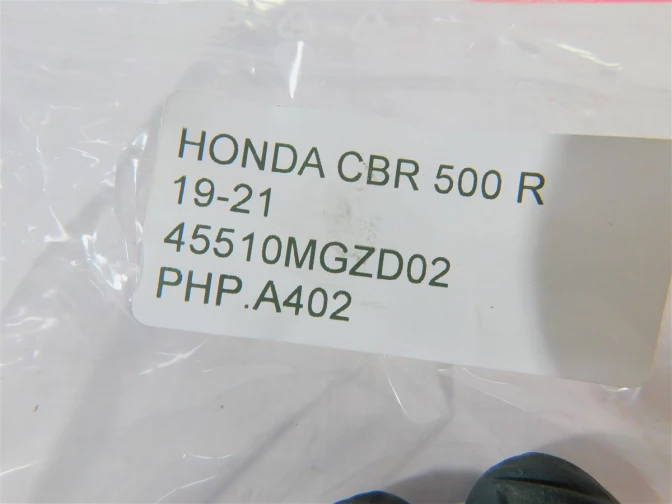 HONDA CBR 500 R
19-21
45510MGZD02
PHP.A402